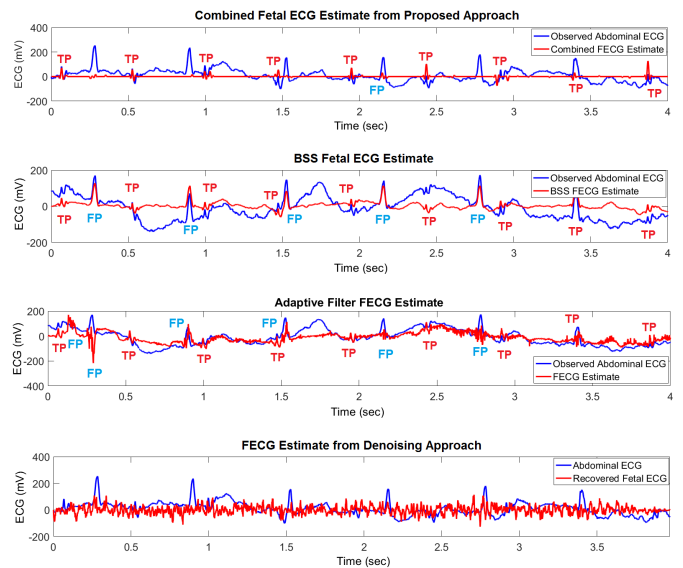 Combined Fetal ECG Estimate from Proposed Approach
ECG (mV)
400
200
0
-200
TP TP TP TP TP TP TP
FP
TP TP
Observed Abdominal ECG
Combined FECG Estimate
0 0.5 1 1.5 2 2.5 3 3.5 4
Time (sec)
BSS Fetal ECG Estimate
ECG (mV)
200
0
-200
TP TP TP TP
TP FP FP FP FP TP FP TP TP TP
Observed Abdominal ECG
BSS FECG Estimate
0 0.5 1 1.5 2 2.5 3 3.5 4
Time (sec)
Adaptive Filter FECG Estimate
ECG (mV)
200
0
-200
-400
FP FP TP TP
TP FP FP TP TP TP TP FP TP FP TP
Observed Abdominal ECG
FECG Estimate
0 0.5 1 1.5 2 2.5 3 3.5 4
Time (sec)
FECG Estimate from Denoising Approach
ECG (mV)
400
200
0
-200
Abdominal ECG
Recovered Fetal ECG
0 0.5 1 1.5 2 2.5 3 3.5
Time (sec)